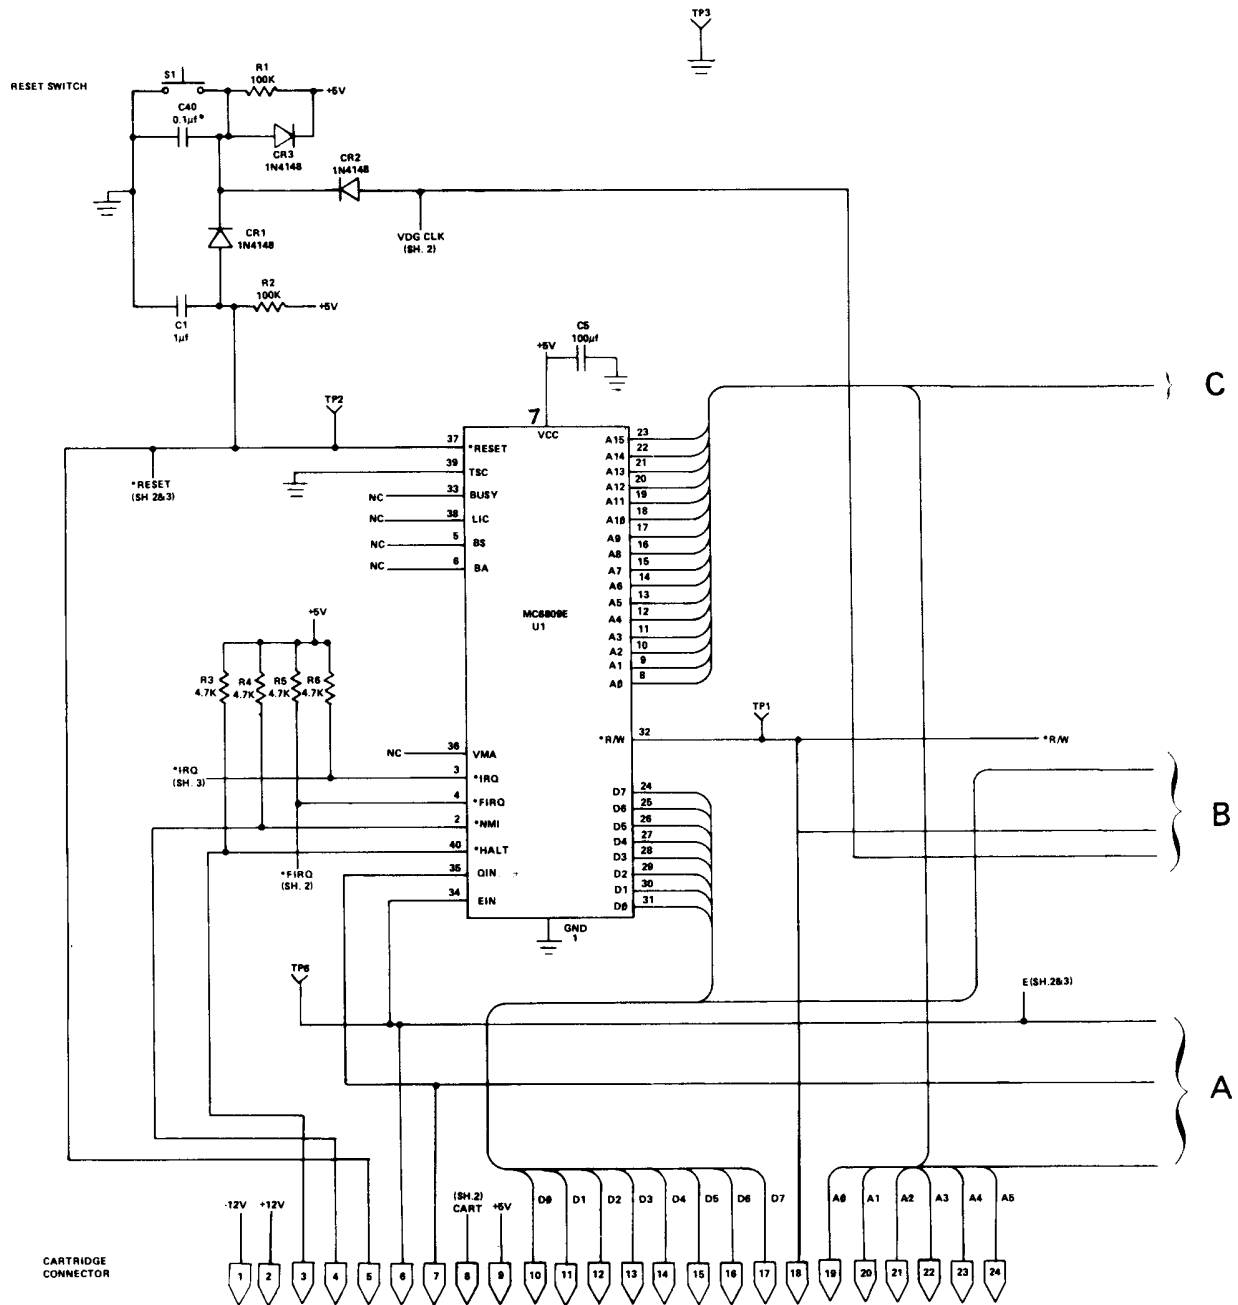 TP3
RESET SWITCH
S1
R1
100K
+5V
C40
0.1µf*
CR3
1N4148
CR2
1N4148
VDG CLK
(SH. 2)
CR1
1N4148
R2
100K
+5V
C1
1µf
C5
100µf
+5V
C
TP2
7
VCC
37
*RESET
39
TSC
33
NC
BUSY
38
NC
LIC
5
NC
BS
6
NC
BA
*RESET
(SH 2&3)
A15
23
A14
22
A13
21
A12
20
A11
19
A10
18
A9
17
A8
16
A7
15
A6
14
A5
13
A4
12
A3
11
A2
10
A1
9
A0
8
MC6809E
U1
+5V
R3
4.7K
R4
4.7K
R5
4.7K
R6
4.7K
TP1
*R/W
32
*R/W
36
NC
VMA
*IRQ
(SH. 3)
3
*IRQ
4
*FIRQ
2
*NMI
40
*HALT
35
QIN
34
EIN
*FIRQ
(SH. 2)
D7
24
D6
25
D5
26
D4
27
D3
28
D2
29
D1
30
D0
31
B
GND
1
TP6
E(SH.2&3)
A
-12V
+12V
(SH.2)
CART
+5V
D0
D1
D2
D3
D4
D5
D6
D7
A0
A1
A2
A3
A4
A5
CARTRIDGE
CONNECTOR
1
2
3
4
5
6
7
8
9
10
11
12
13
14
15
16
17
18
19
20
21
22
23
24